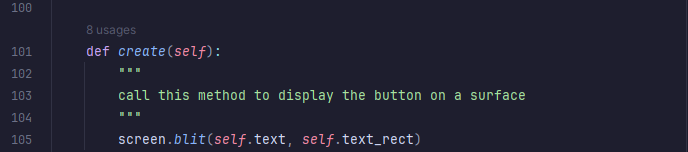 100
8 usages
101 def create(self):
102 """
103 call this method to display the button on a surface
104 """
105 screen.blit(self.text, self.text_rect)